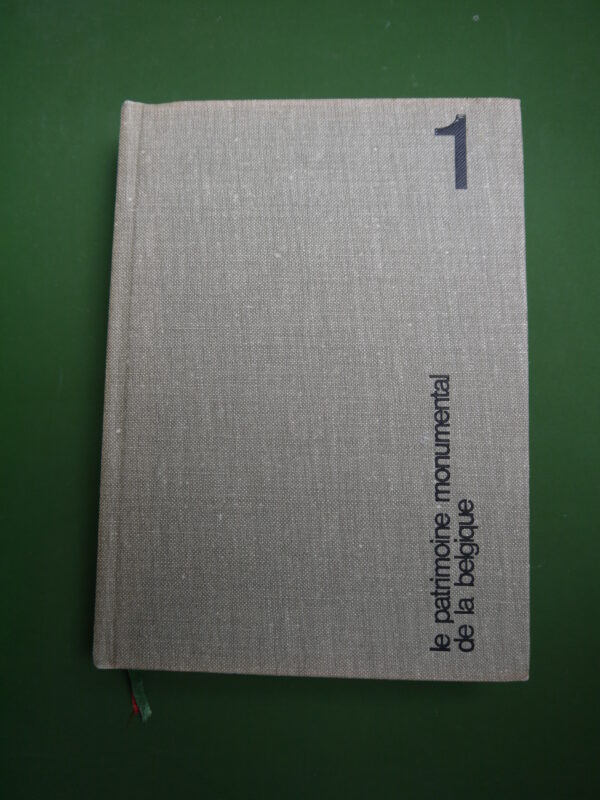 1
le patrimoine monumental
de la belgique